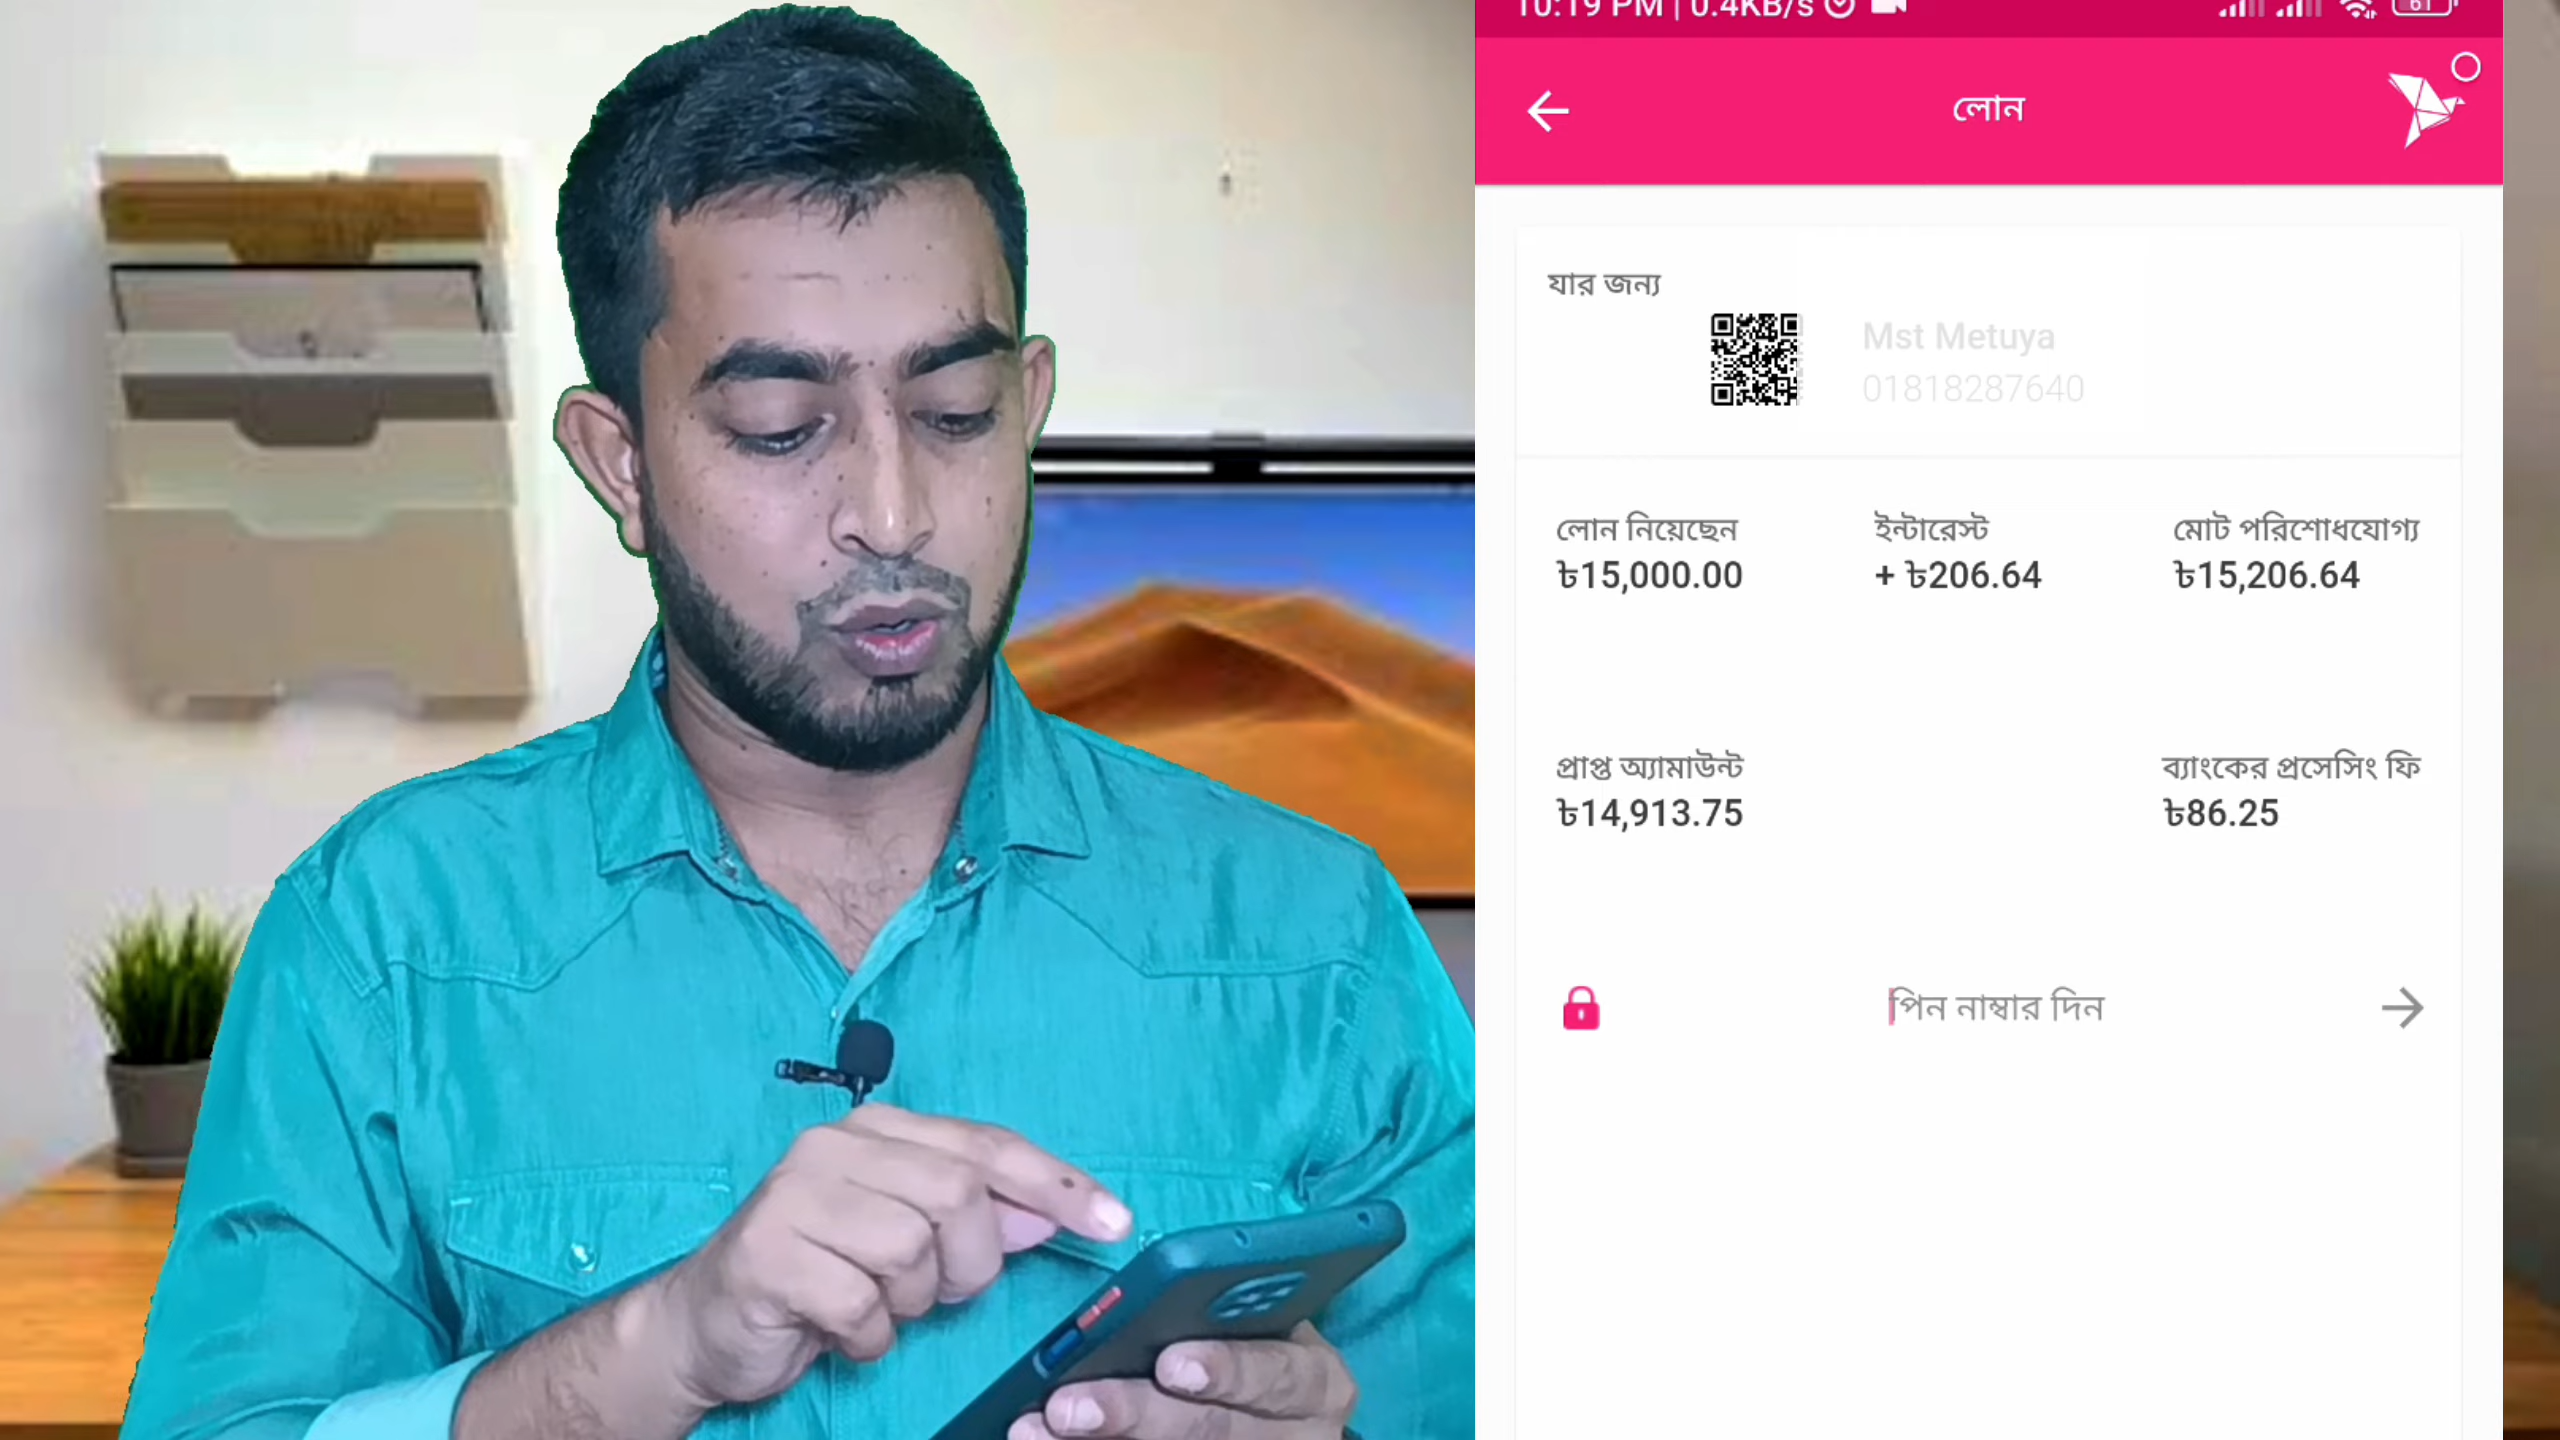 10:19 PM | 0.4KB/s
61
লোন
যার জন্য
Mst Metuya
01818287640
লোন নিয়েছেন
ইন্টারেস্ট
মোট পরিশোধযোগ্য
৳15,000.00
+ ৳206.64
৳15,206.64
প্রাপ্ত অ্যামাউন্ট
ব্যাংকের প্রসেসিং ফি
৳14,913.75
৳86.25
পিন নাম্বার দিন